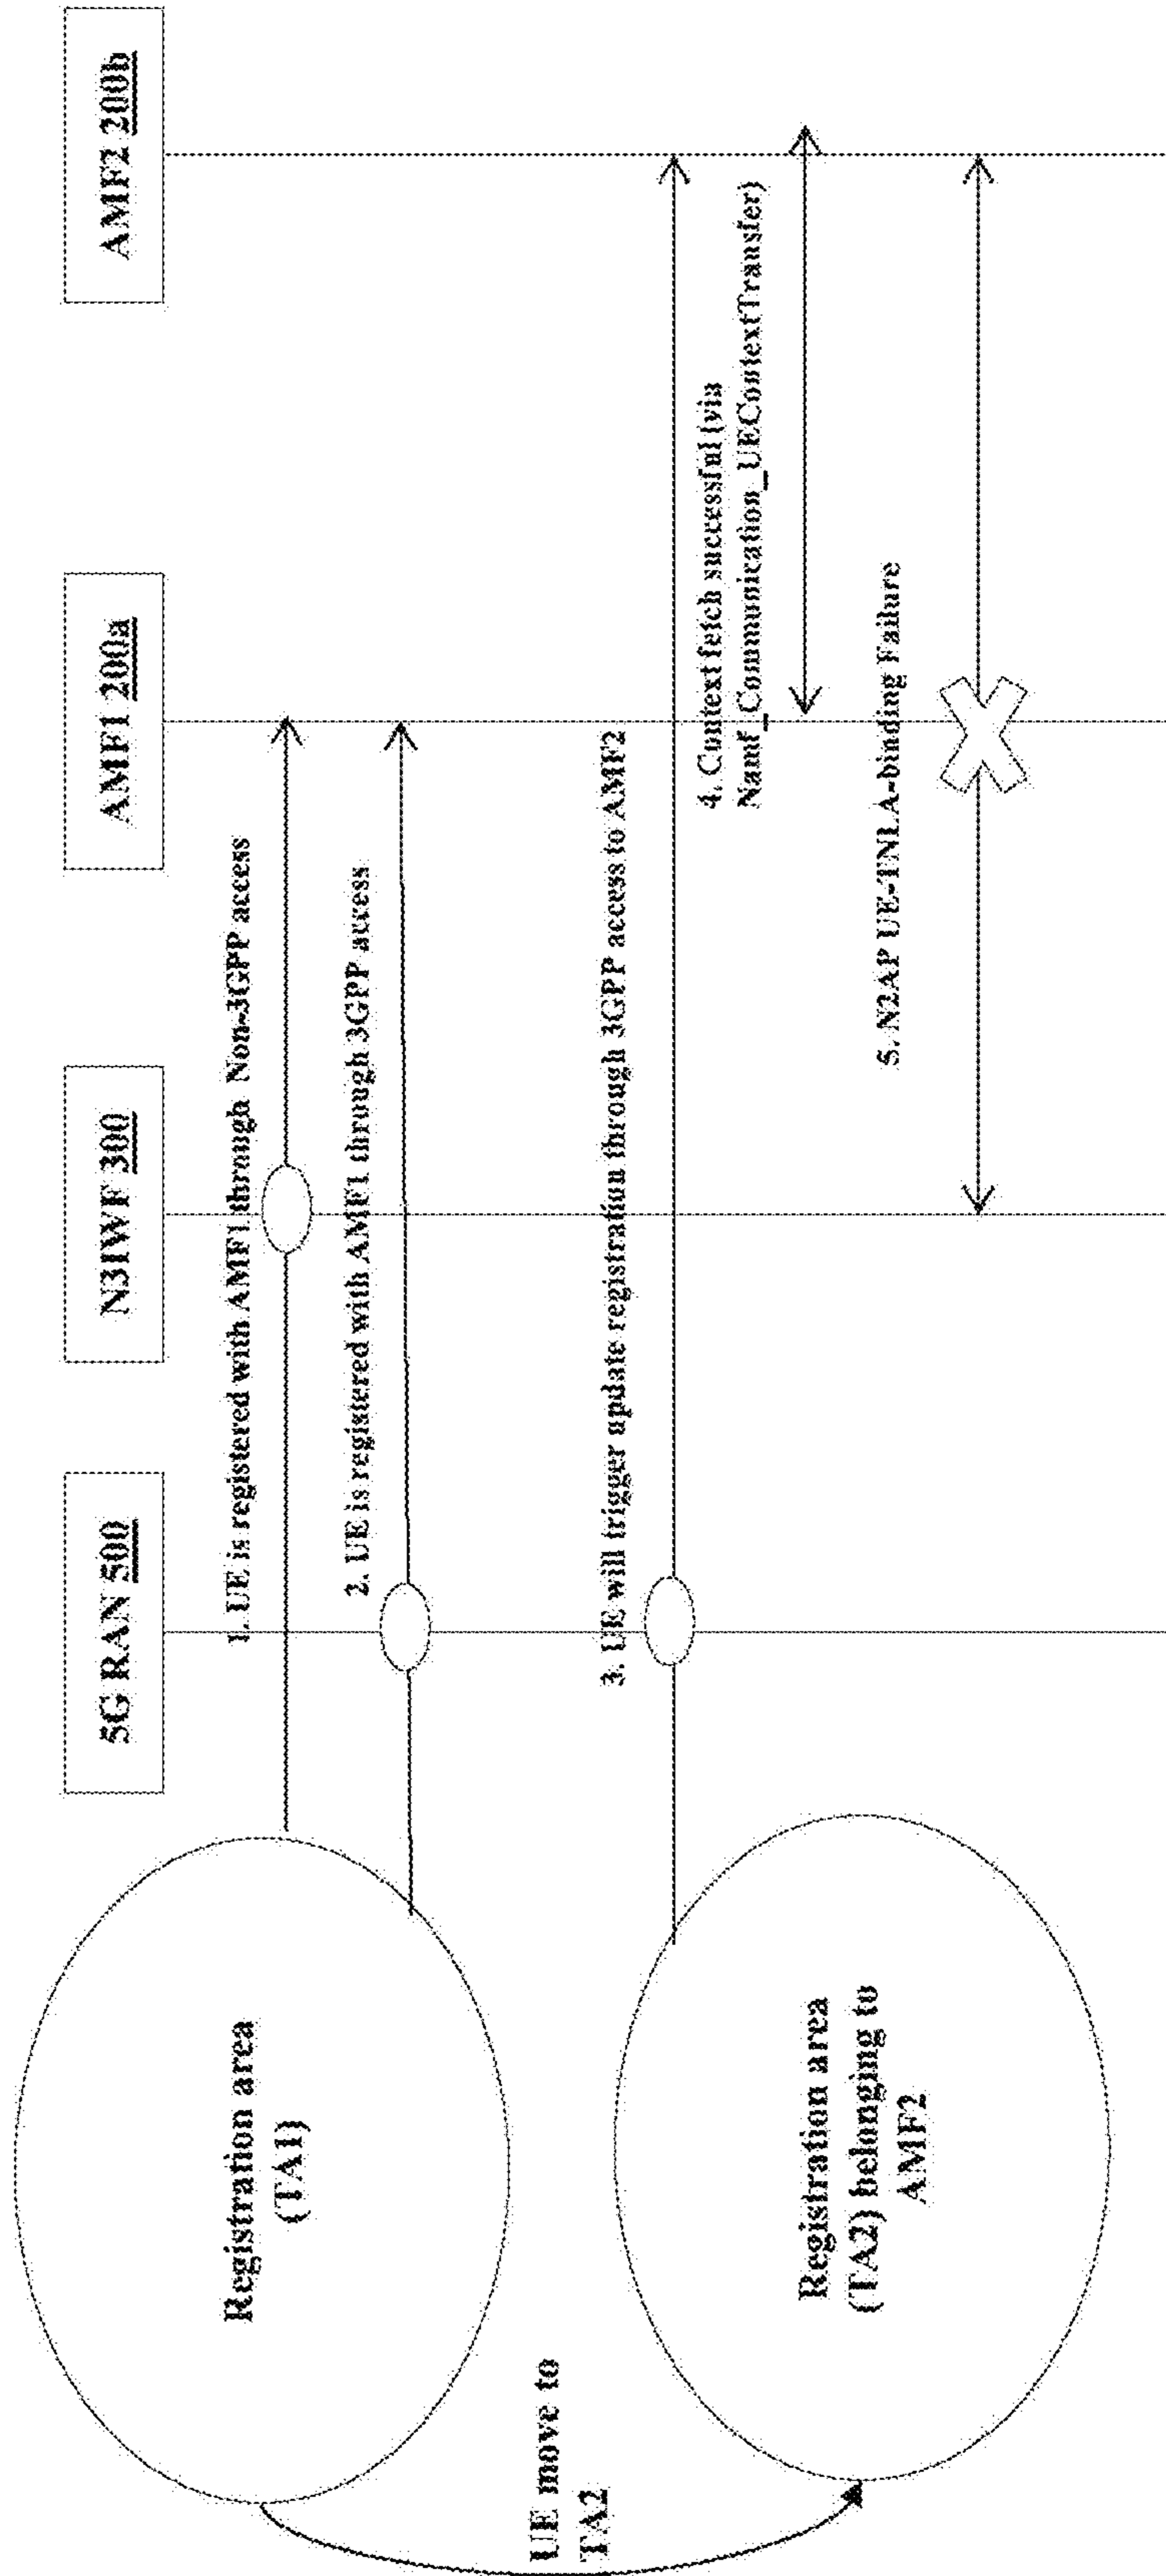 5G RAN 500
N3IWF 300
AMF1 200a
AMF2 200b
Registration area
(TA1)
1. UE is registered with AMF1 through Non-3GPP access
2. UE is registered with AMF1 through 3GPP access
UE move to
TA2
3. UE will trigger update registration through 3GPP access to AMF2
Registration area
(TA2) belonging to
AMF2
4. Context fetch successful (via
Namf_Communication_UEContextTransfer)
5. N2AP UE-TNLA-binding Failure